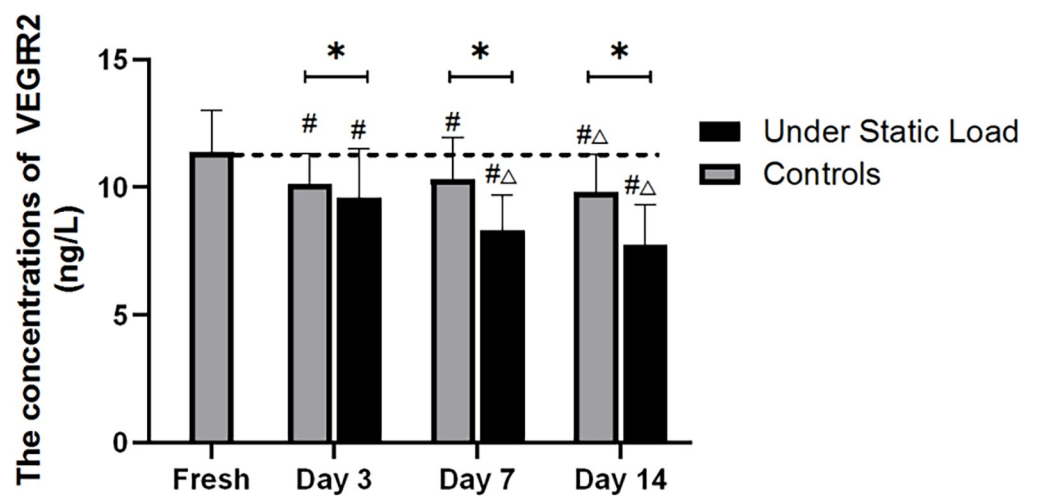 The concentrations of VEGFR2
(ng/L)
15
10
5
0
*
*
*
#
#
#
#△
#△
#△
Fresh
Day 3
Day 7
Day 14
Under Static Load
Controls